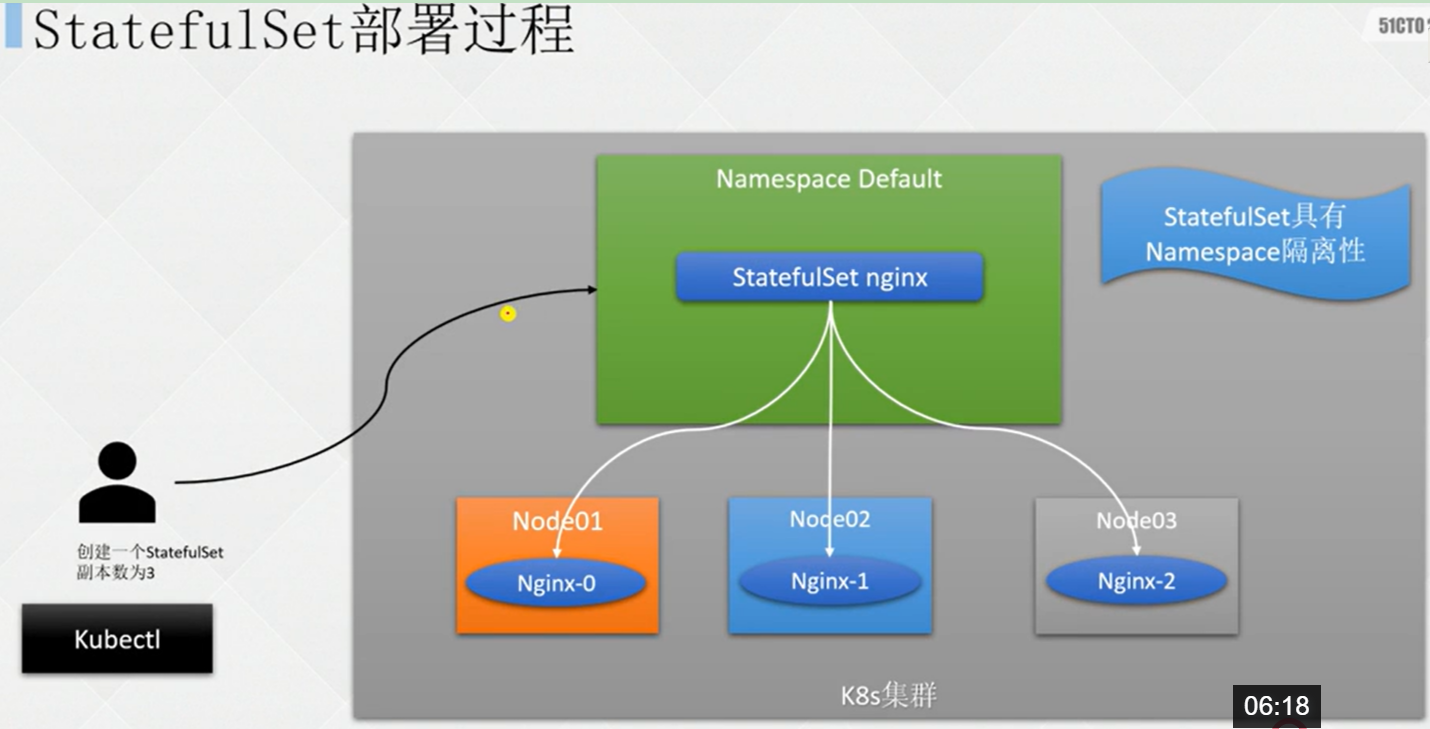 StatefulSet部署过程
51CTO
Namespace Default
StatefulSet具有
Namespace隔离性
StatefulSet nginx
Node01
Node02
Node03
Nginx-0
Nginx-1
Nginx-2
创建一个StatefulSet
副本数为3
Kubectl
K8s集群
06:18